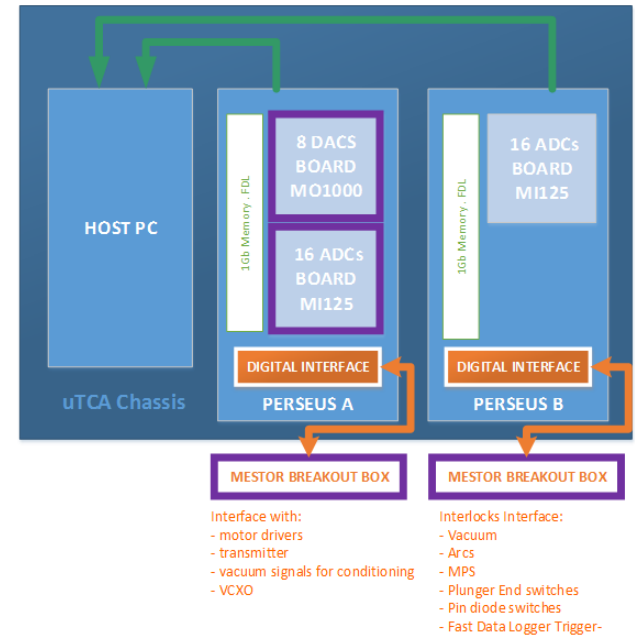 HOST PC
uTCA Chassis
1Gb Memory . FDL
8 DACS
BOARD
MO1000
16 ADCs
BOARD
MI125
DIGITAL INTERFACE
PERSEUS A
1Gb Memory . FDL
16 ADCs
BOARD
MI125
DIGITAL INTERFACE
PERSEUS B
MESTOR BREAKOUT BOX
Interface with:
- motor drivers
- transmitter
- vacuum signals for conditioning
- VCXO
MESTOR BREAKOUT BOX
Interlocks Interface:
- Vacuum
- Arcs
- MPS
- Plunger End switches
- Pin diode switches
- Fast Data Logger Trigger-